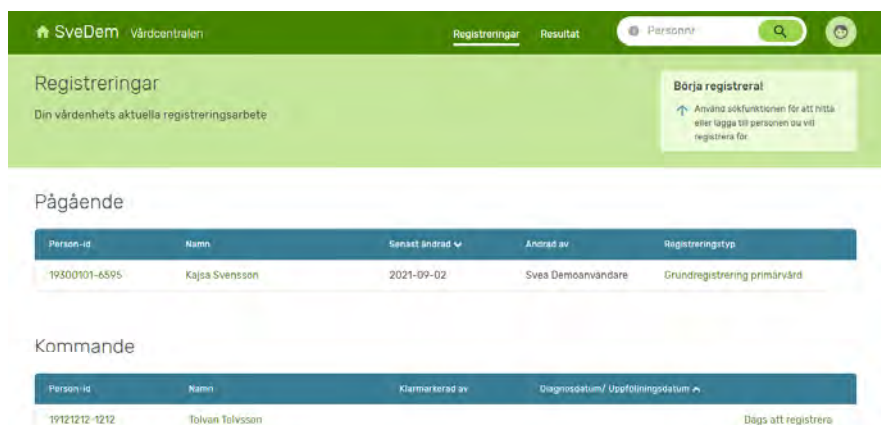 SveDem Vårdcentralen
Registreringar
Resultat
Personnr
Registreringar
Din vårdenhets aktuella registreringsarbete
Börja registrera!
Använd sökfunktionen för att hitta
eller lägga till personen du vill
registrera för.
Pågående
Person-id Namn Senast ändrad Ändrad av Registreringstyp
19300101-6595 Kajsa Svensson 2021-09-02 Svea Demoanvändare Grundregistrering primärvård
Kommande
Person-id Namn Klarmarkerad av Diagnosdatum/ Uppföljningsdatum
19121212-1212 Tolvan Tolvsson Dags att registrera